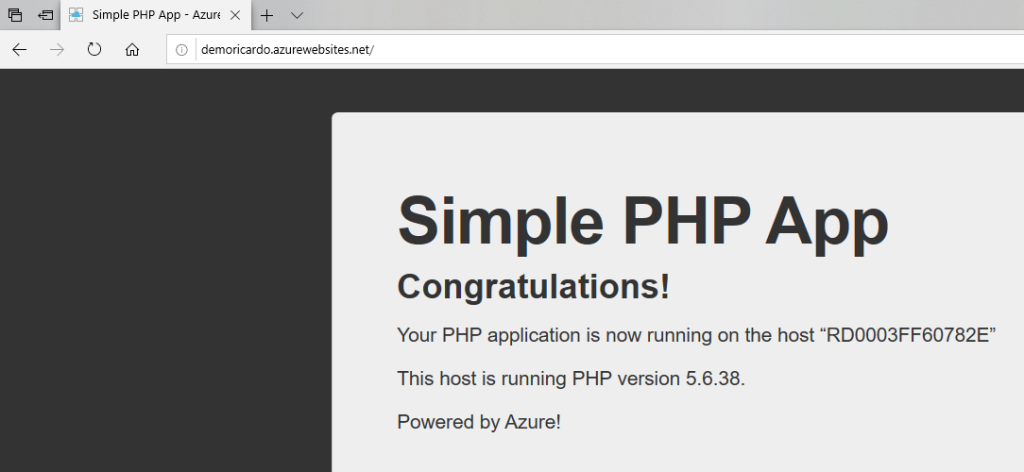 Simple PHP App - Azure
demoricardo.azurewebsites.net/
Simple PHP App
Congratulations!
Your PHP application is now running on the host “RD0003FF60782E”
This host is running PHP version 5.6.38.
Powered by Azure!